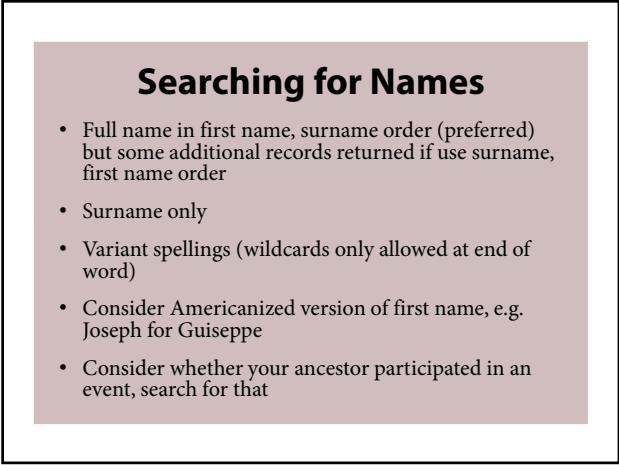 Searching for Names
• Full name in first name, surname order (preferred)
but some additional records returned if use surname,
first name order
• Surname only
• Variant spellings (wildcards only allowed at end of
word)
• Consider Americanized version of first name, e.g.
Joseph for Guiseppe
• Consider whether your ancestor participated in an
event, search for that